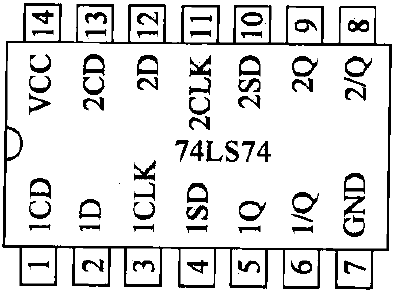 14 13 12 11 10 9 8
VCC 2CD 2D 2CLK 2SD 2Q 2/Q
74LS74
1CD 1D 1CLK 1SD 1Q 1/Q GND
1 2 3 4 5 6 7